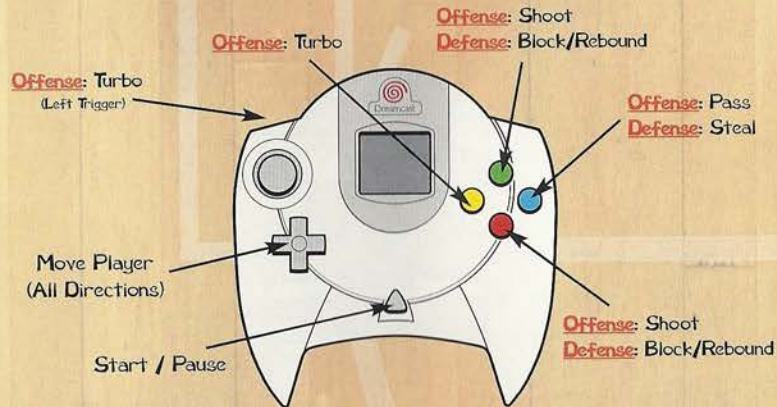 Offense: Shoot
Defense: Block/Rebound
Offense: Turbo
Offense: Turbo
(Left Trigger)
Dreamcast
Offense: Pass
Defense: Steal
Move Player
(All Directions)
Start / Pause
Offense: Shoot
Defense: Block/Rebound